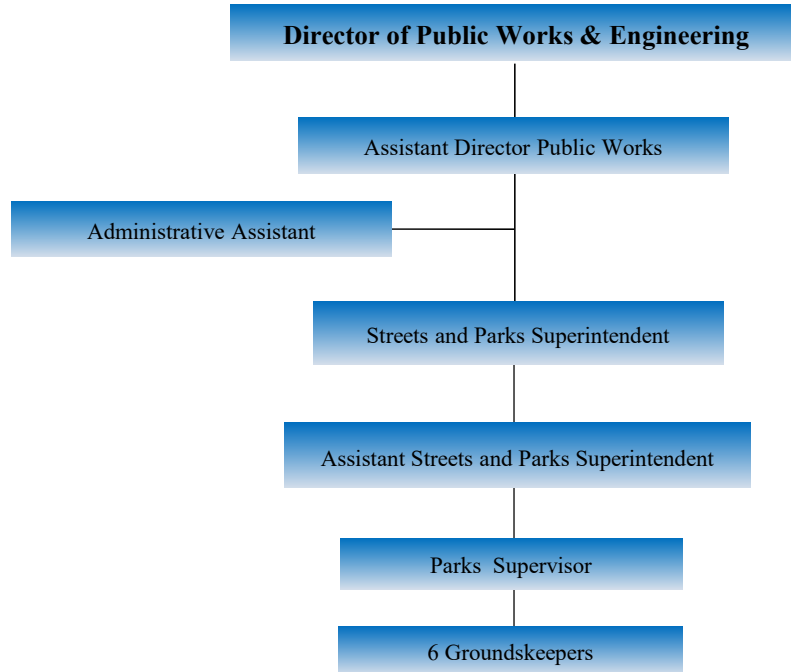 Director of Public Works & Engineering
Assistant Director Public Works
Administrative Assistant
Streets and Parks Superintendent
Assistant Streets and Parks Superintendent
Parks Supervisor
6 Groundskeepers